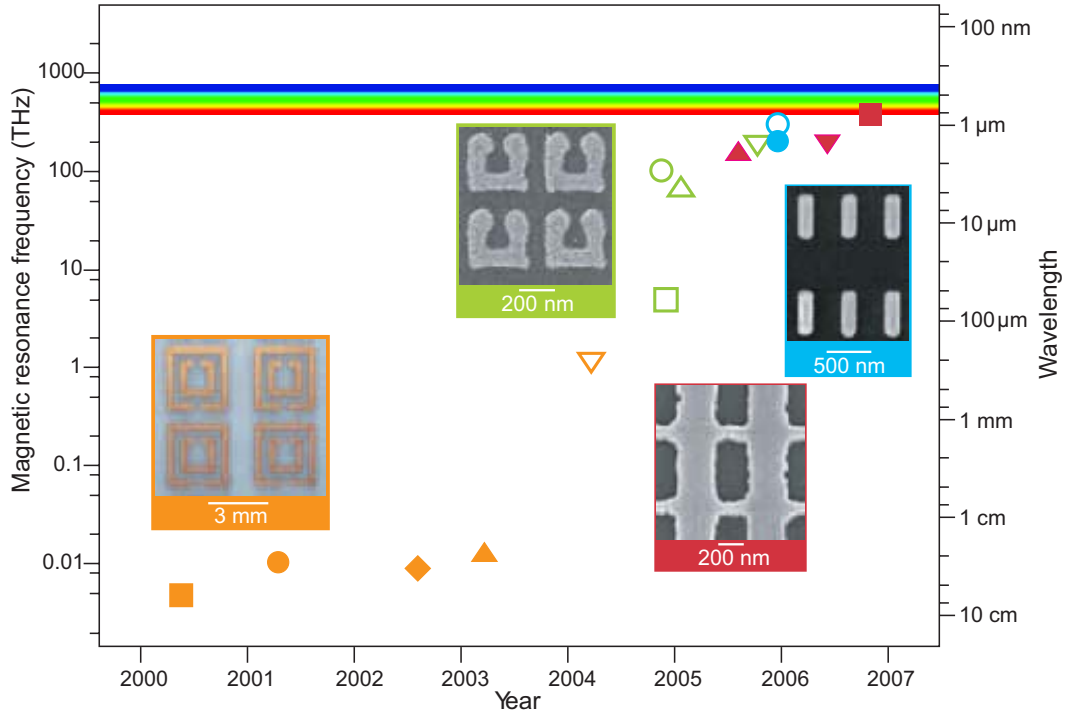 Magnetic resonance frequency (THz)
1000
100
10
1
0.1
0.01
100 nm
1 µm
10 µm
100 µm
1 mm
1 cm
10 cm
Wavelength
200 nm
500 nm
3 mm
200 nm
2000 2001 2002 2003 2004 2005 2006 2007
Year